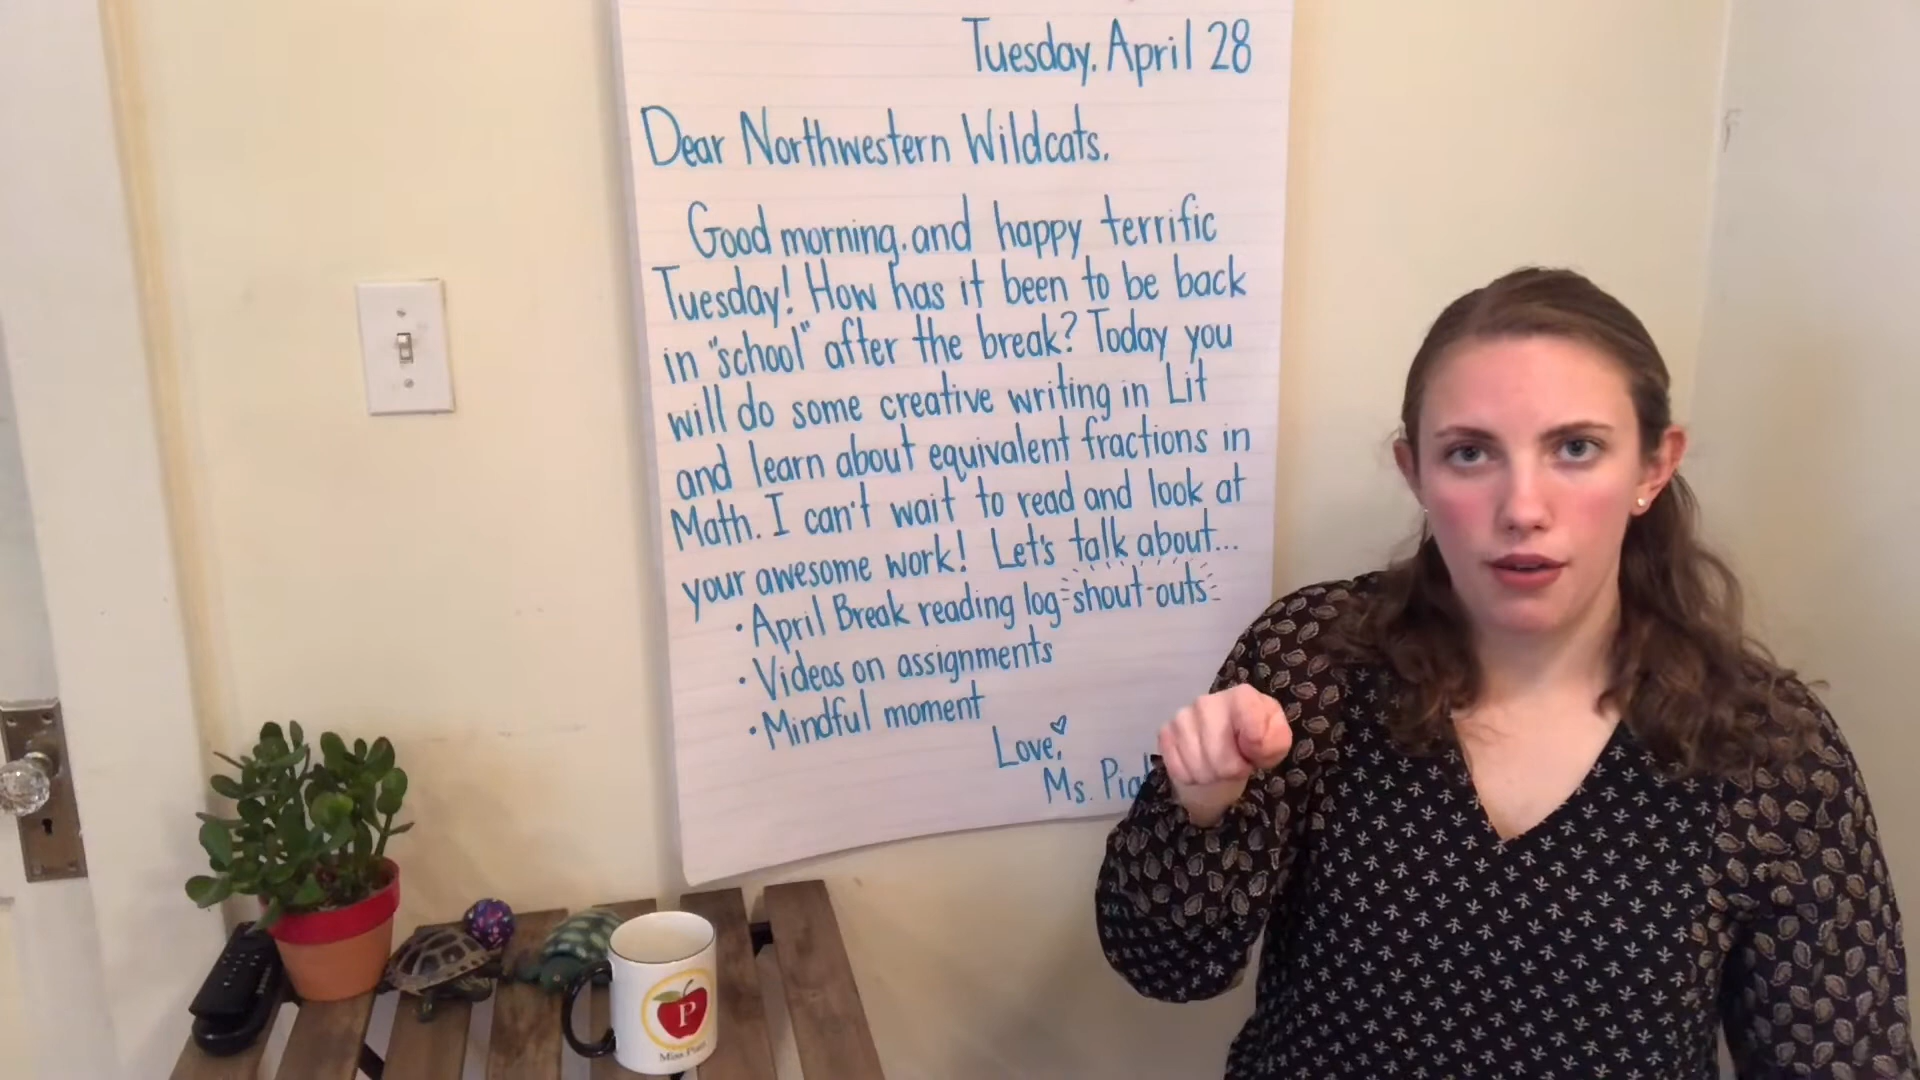 Tuesday, April 28
Dear Northwestern Wildcats,
Good morning, and happy terrific
Tuesday! How has it been to be back
in "school" after the break? Today you
will do some creative writing in Lit
and learn about equivalent fractions in
Math. I can't wait to read and look at
your awesome work! Let's talk about...
• April Break reading log shout-outs
• Videos on assignments
• Mindful moment
Love,
Ms.
P
Miss